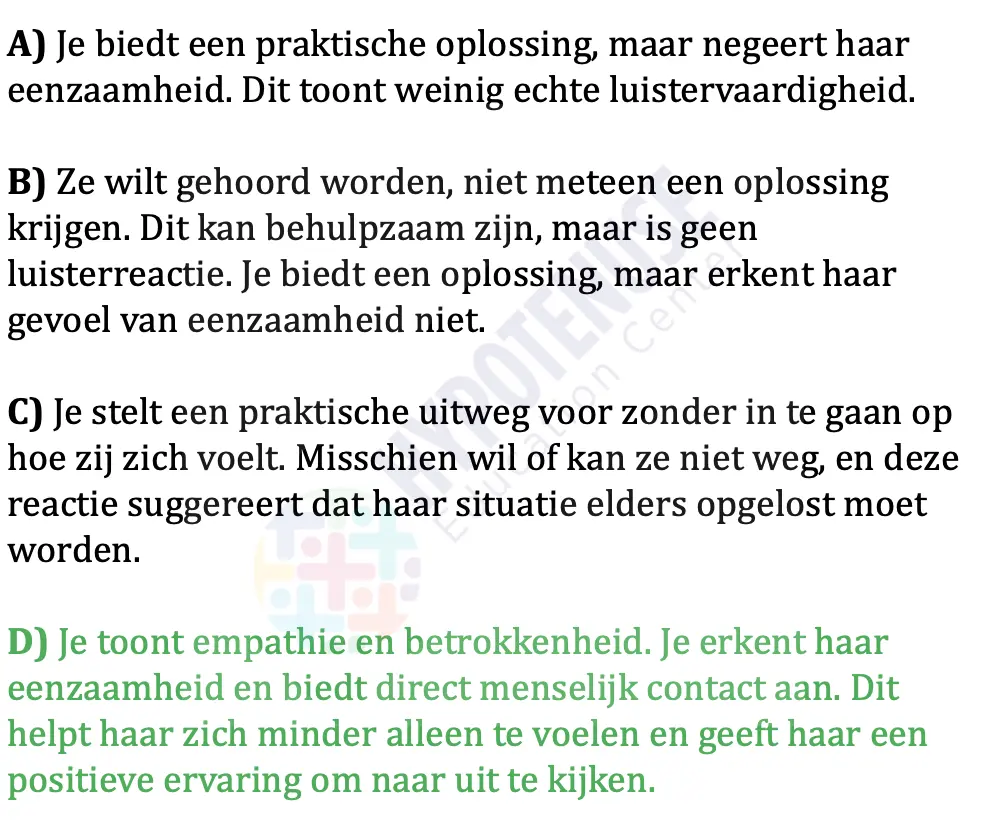 A) Je biedt een praktische oplossing, maar negeert haar
eenzaamheid. Dit toont weinig echte luistervaardigheid.
B) Ze wilt gehoord worden, niet meteen een oplossing
krijgen. Dit kan behulpzaam zijn, maar is geen
luisterreactie. Je biedt een oplossing, maar erkent haar
gevoel van eenzaamheid niet.
C) Je stelt een praktische uitweg voor zonder in te gaan op
hoe zij zich voelt. Misschien wil of kan ze niet weg, en deze
reactie suggereert dat haar situatie elders opgelost moet
worden.
D) Je toont empathie en betrokkenheid. Je erkent haar
eenzaamheid en biedt direct menselijk contact aan. Dit
helpt haar zich minder alleen te voelen en geeft haar een
positieve ervaring om naar uit te kijken.
HYPOTENUSE
Education Center